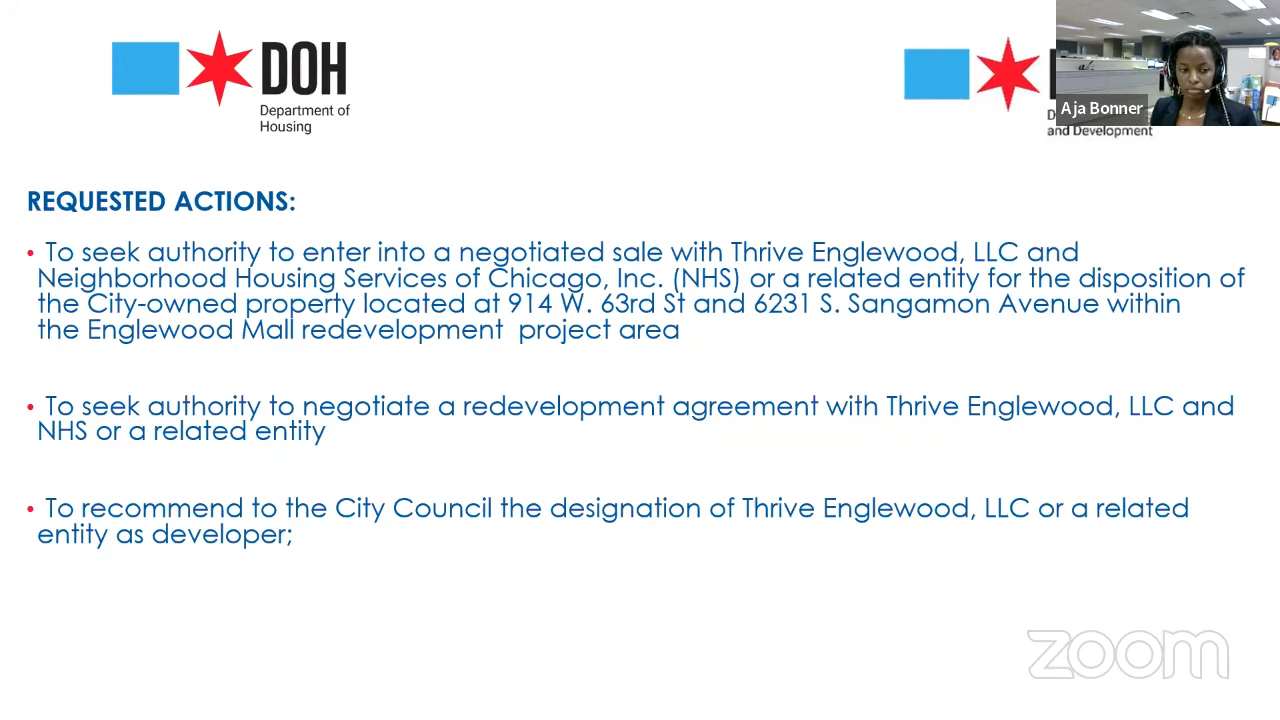 DOH
Department of
Housing
Aja Bonner
and Development
REQUESTED ACTIONS:
• To seek authority to enter into a negotiated sale with Thrive Englewood, LLC and
Neighborhood Housing Services of Chicago, Inc. (NHS) or a related entity for the disposition of
the City-owned property located at 914 W. 63rd St and 6231 S. Sangamon Avenue within
the Englewood Mall redevelopment project area
• To seek authority to negotiate a redevelopment agreement with Thrive Englewood, LLC and
NHS or a related entity
• To recommend to the City Council the designation of Thrive Englewood, LLC or a related
entity as developer;
zoom